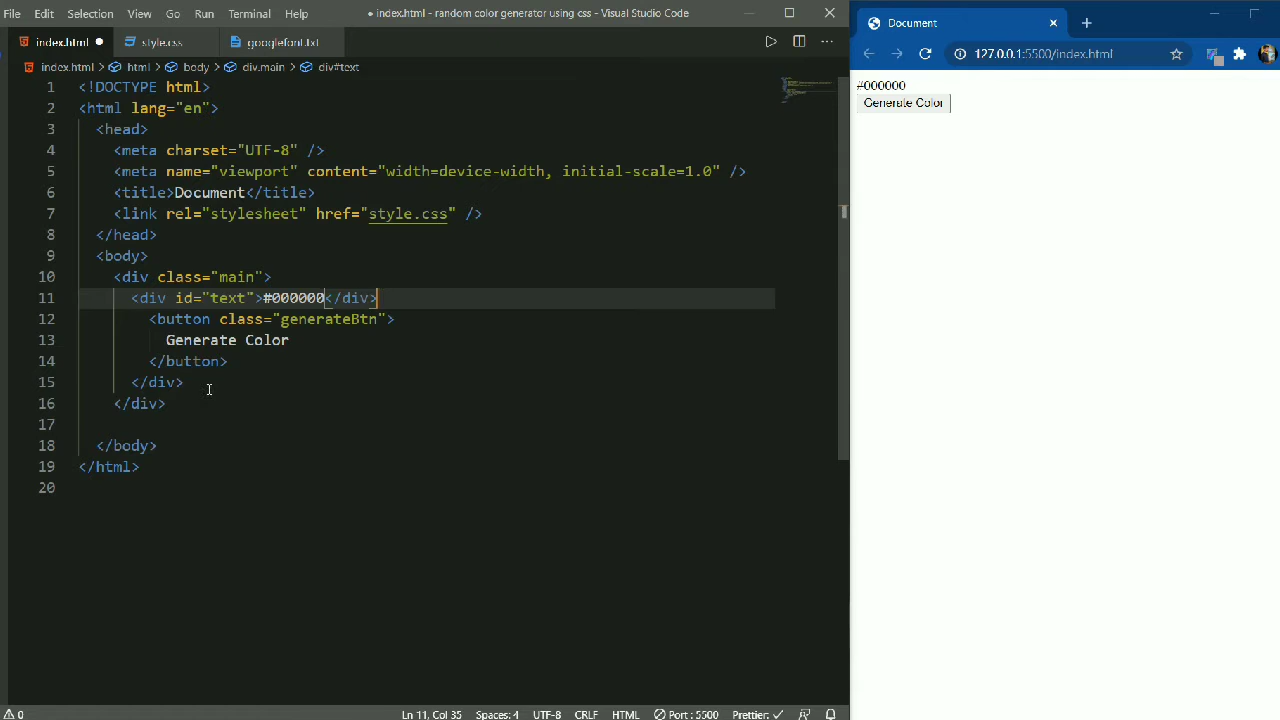 File Edit Selection View Go Run Terminal Help ● index.html - random color generator using css - Visual Studio Code
index.html ● style.css googlefont.txt
index.html html body div.main div#text
1 <!DOCTYPE html>
2 <html lang="en">
3 <head>
4 <meta charset="UTF-8" />
5 <meta name="viewport" content="width=device-width, initial-scale=1.0" />
6 <title>Document</title>
7 <link rel="stylesheet" href="style.css" />
8 </head>
9 <body>
10 <div class="main">
11 <div id="text">#000000</div>
12 <button class="generateBtn">
13 Generate Color
14 </button>
15 </div>
16 </div>
17
18 </body>
19 </html>
20
0 Ln 11, Col 35 Spaces: 4 UTF-8 CRLF HTML Port : 5500 Prettier: ✓
Document
127.0.0.1:5500/index.html
#000000
Generate Color